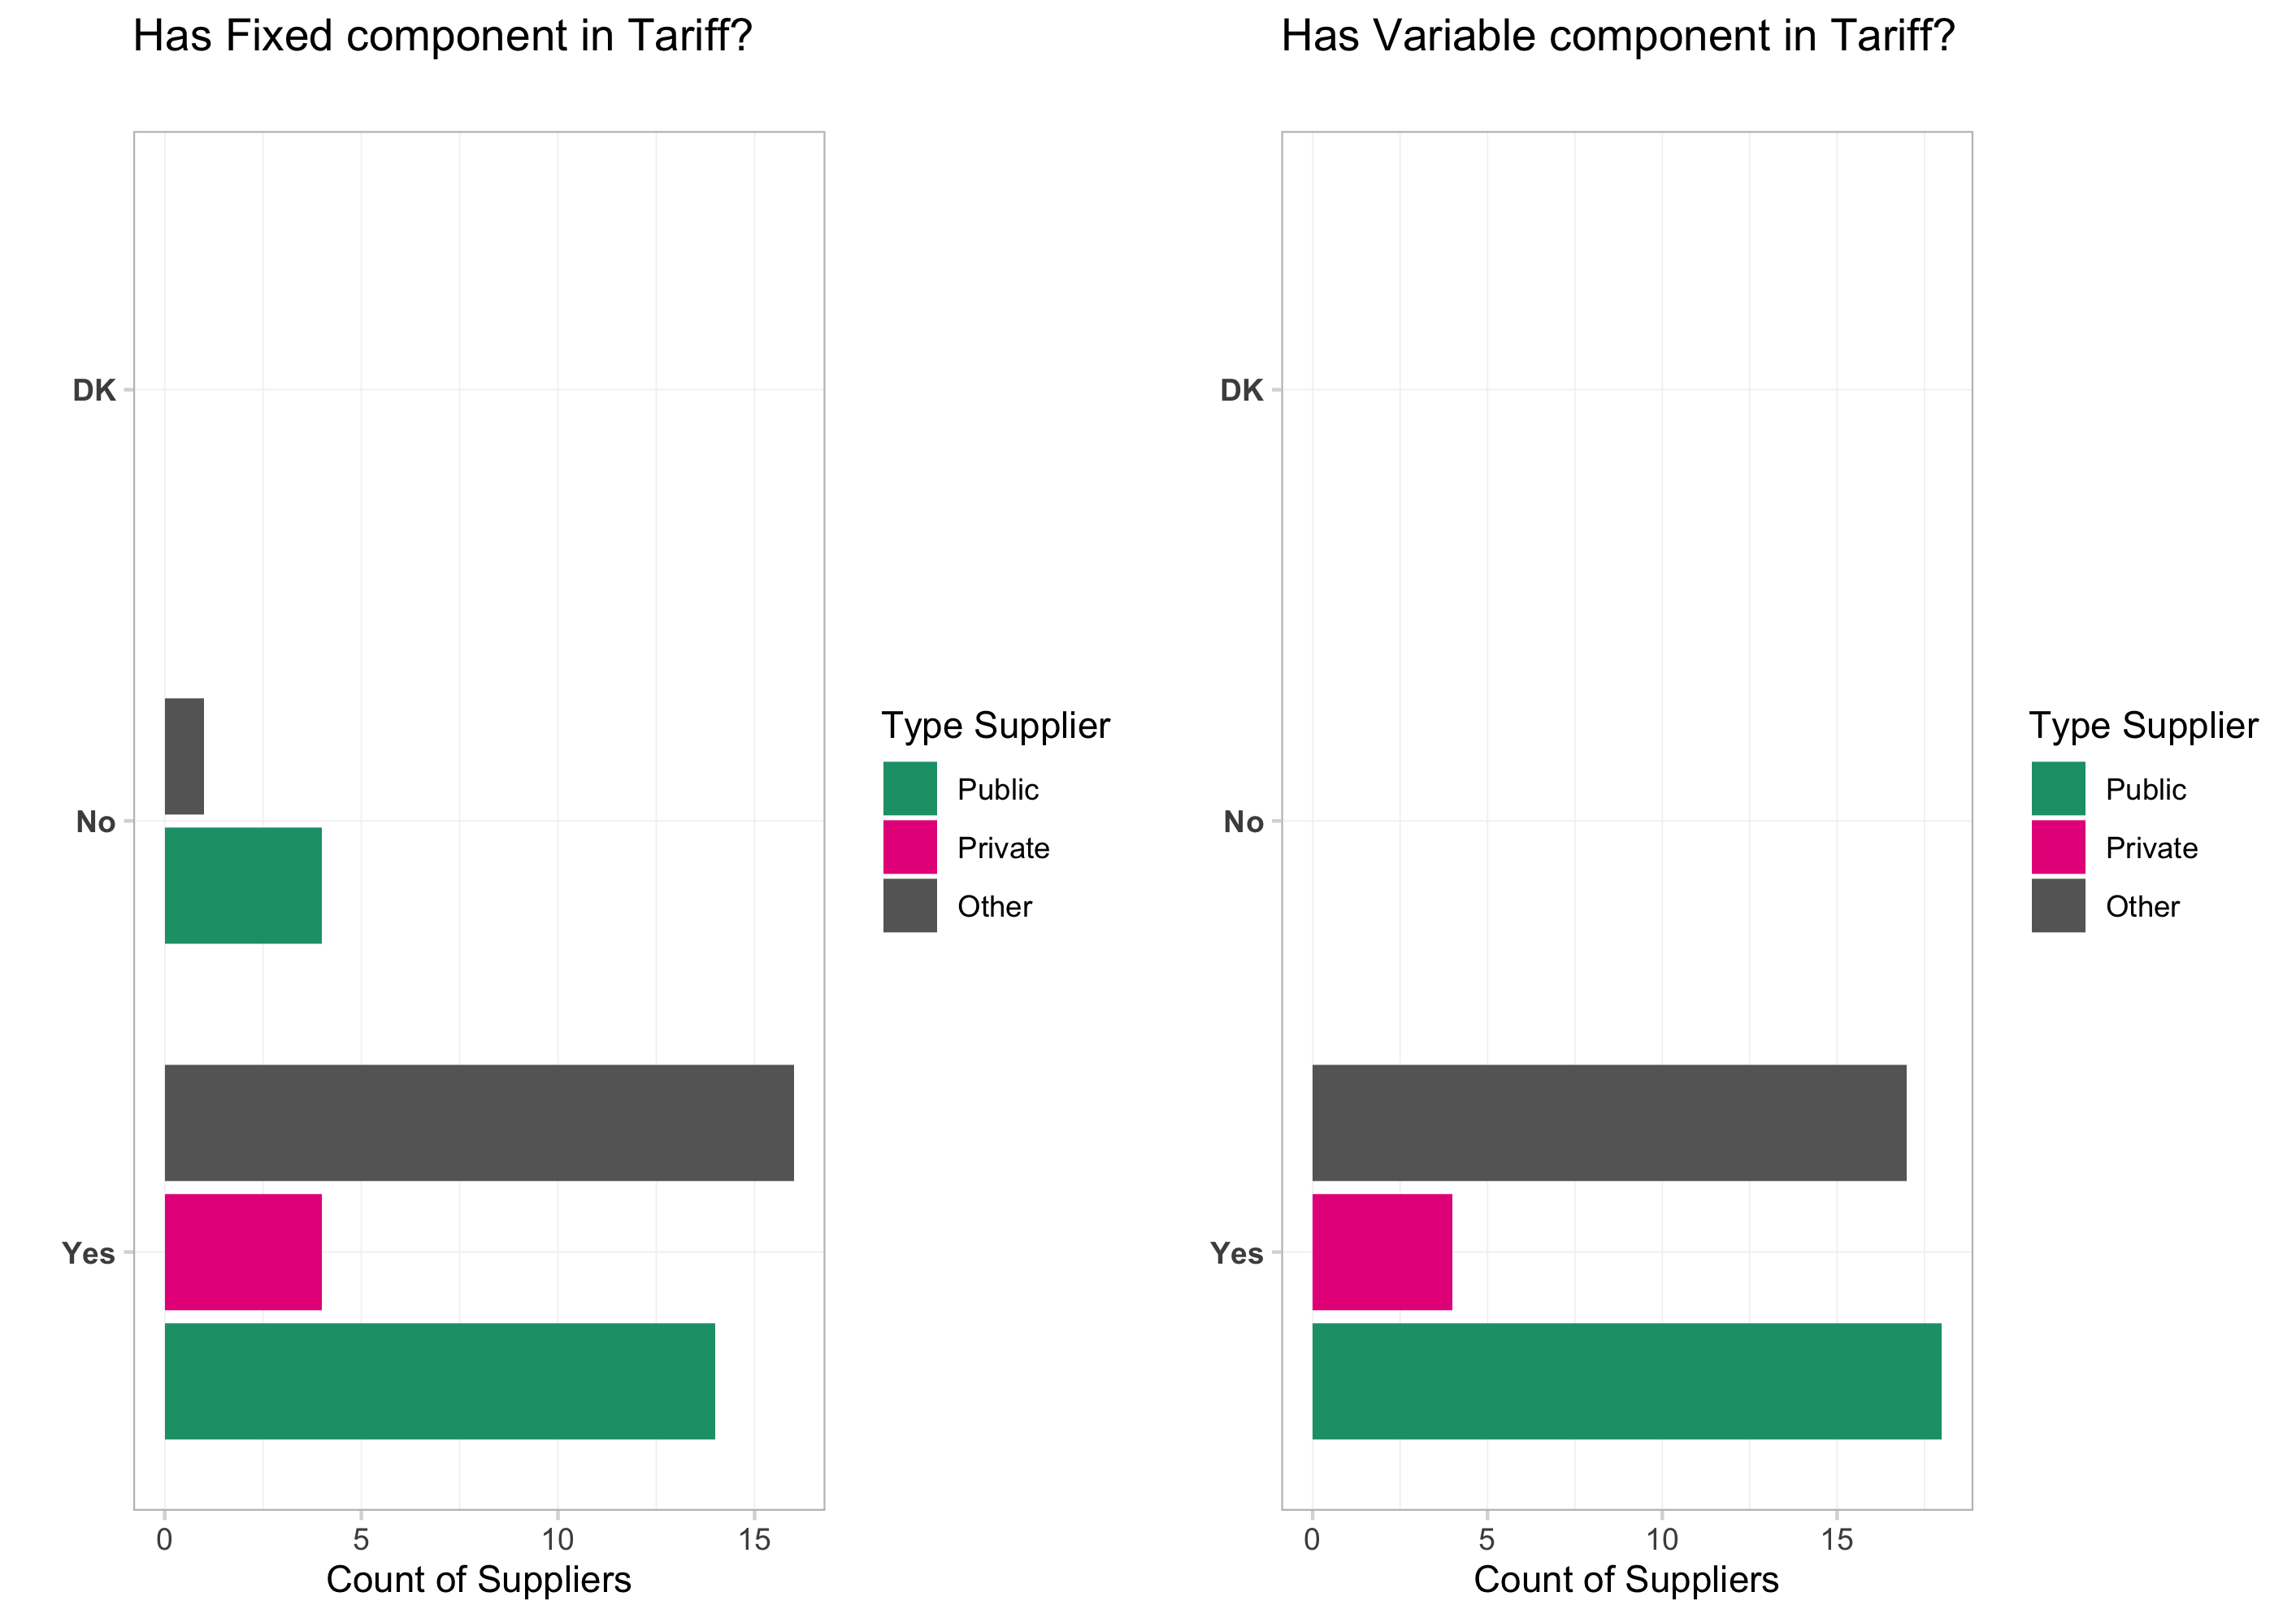 Has Fixed component in Tariff?
DK
No
Yes
0 5 10 15
Count of Suppliers
Type Supplier
Public
Private
Other
Has Variable component in Tariff?
DK
No
Yes
0 5 10 15
Count of Suppliers
Type Supplier
Public
Private
Other